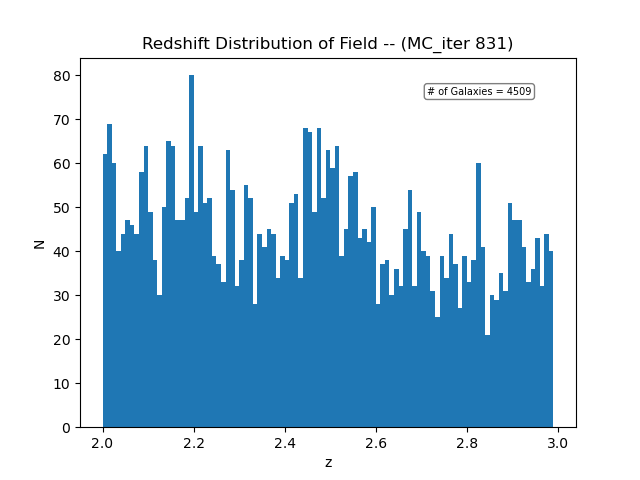 Redshift Distribution of Field -- (MC_iter 831)
# of Galaxies = 4509
80
70
60
50
40
30
20
10
0
N
2.0 2.2 2.4 2.6 2.8 3.0
z